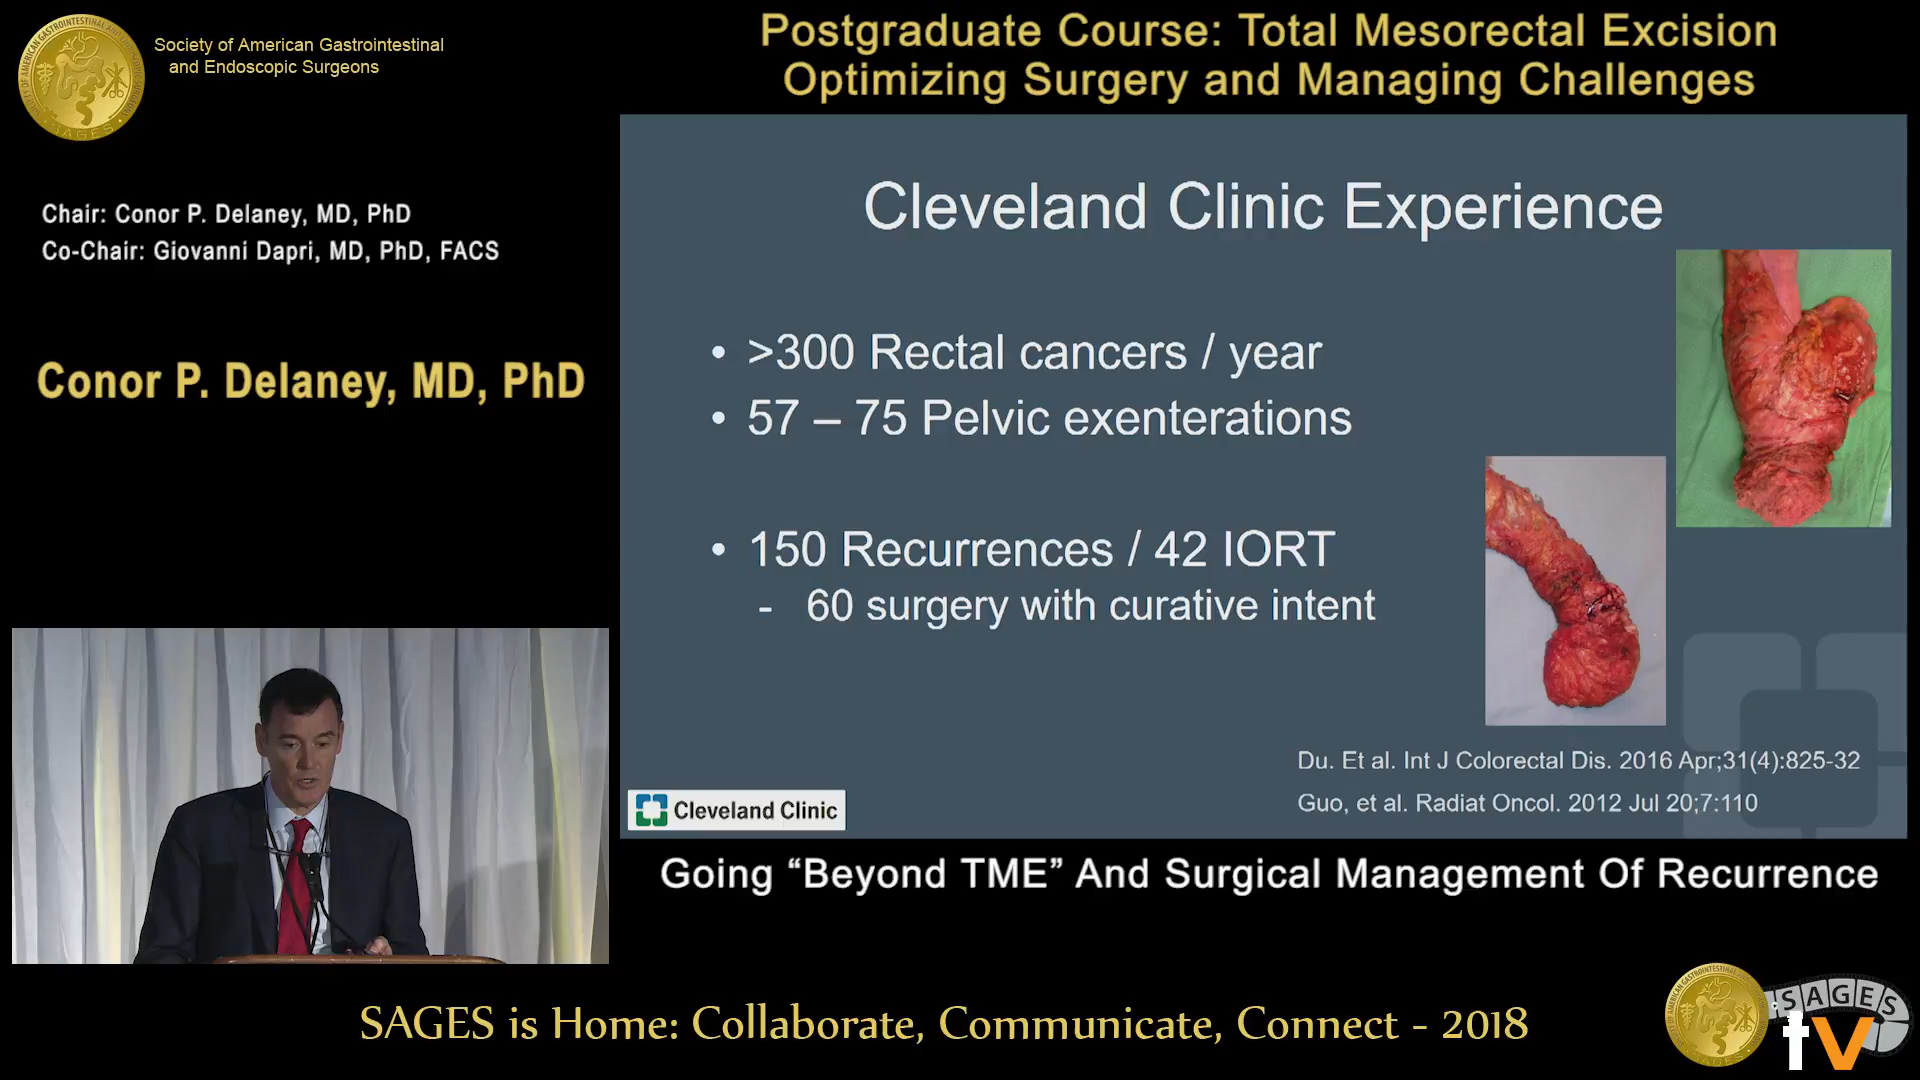 Society of American Gastrointestinal
and Endoscopic Surgeons
Postgraduate Course: Total Mesorectal Excision
Optimizing Surgery and Managing Challenges
Chair: Conor P. Delaney, MD, PhD
Co-Chair: Giovanni Dapri, MD, PhD, FACS
Conor P. Delaney, MD, PhD
Cleveland Clinic Experience
• >300 Rectal cancers / year
• 57 – 75 Pelvic exenterations
• 150 Recurrences / 42 IORT
- 60 surgery with curative intent
Du. Et al. Int J Colorectal Dis. 2016 Apr;31(4):825-32
Guo, et al. Radiat Oncol. 2012 Jul 20;7:110
Cleveland Clinic
Going “Beyond TME” And Surgical Management Of Recurrence
SAGES is Home: Collaborate, Communicate, Connect - 2018
SAGES
tv